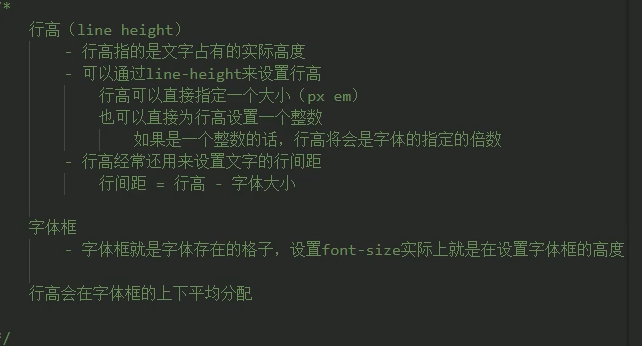 /*
行高（line height）
- 行高指的是文字占有的实际高度
- 可以通过line-height来设置行高
行高可以直接指定一个大小（px em）
也可以直接为行高设置一个整数
如果是一个整数的话，行高将会是字体的指定的倍数
- 行高经常还用来设置文字的行间距
行间距 = 行高 - 字体大小
字体框
- 字体框就是字体存在的格子，设置font-size实际上就是在设置字体框的高度
行高会在字体框的上下平均分配
*/